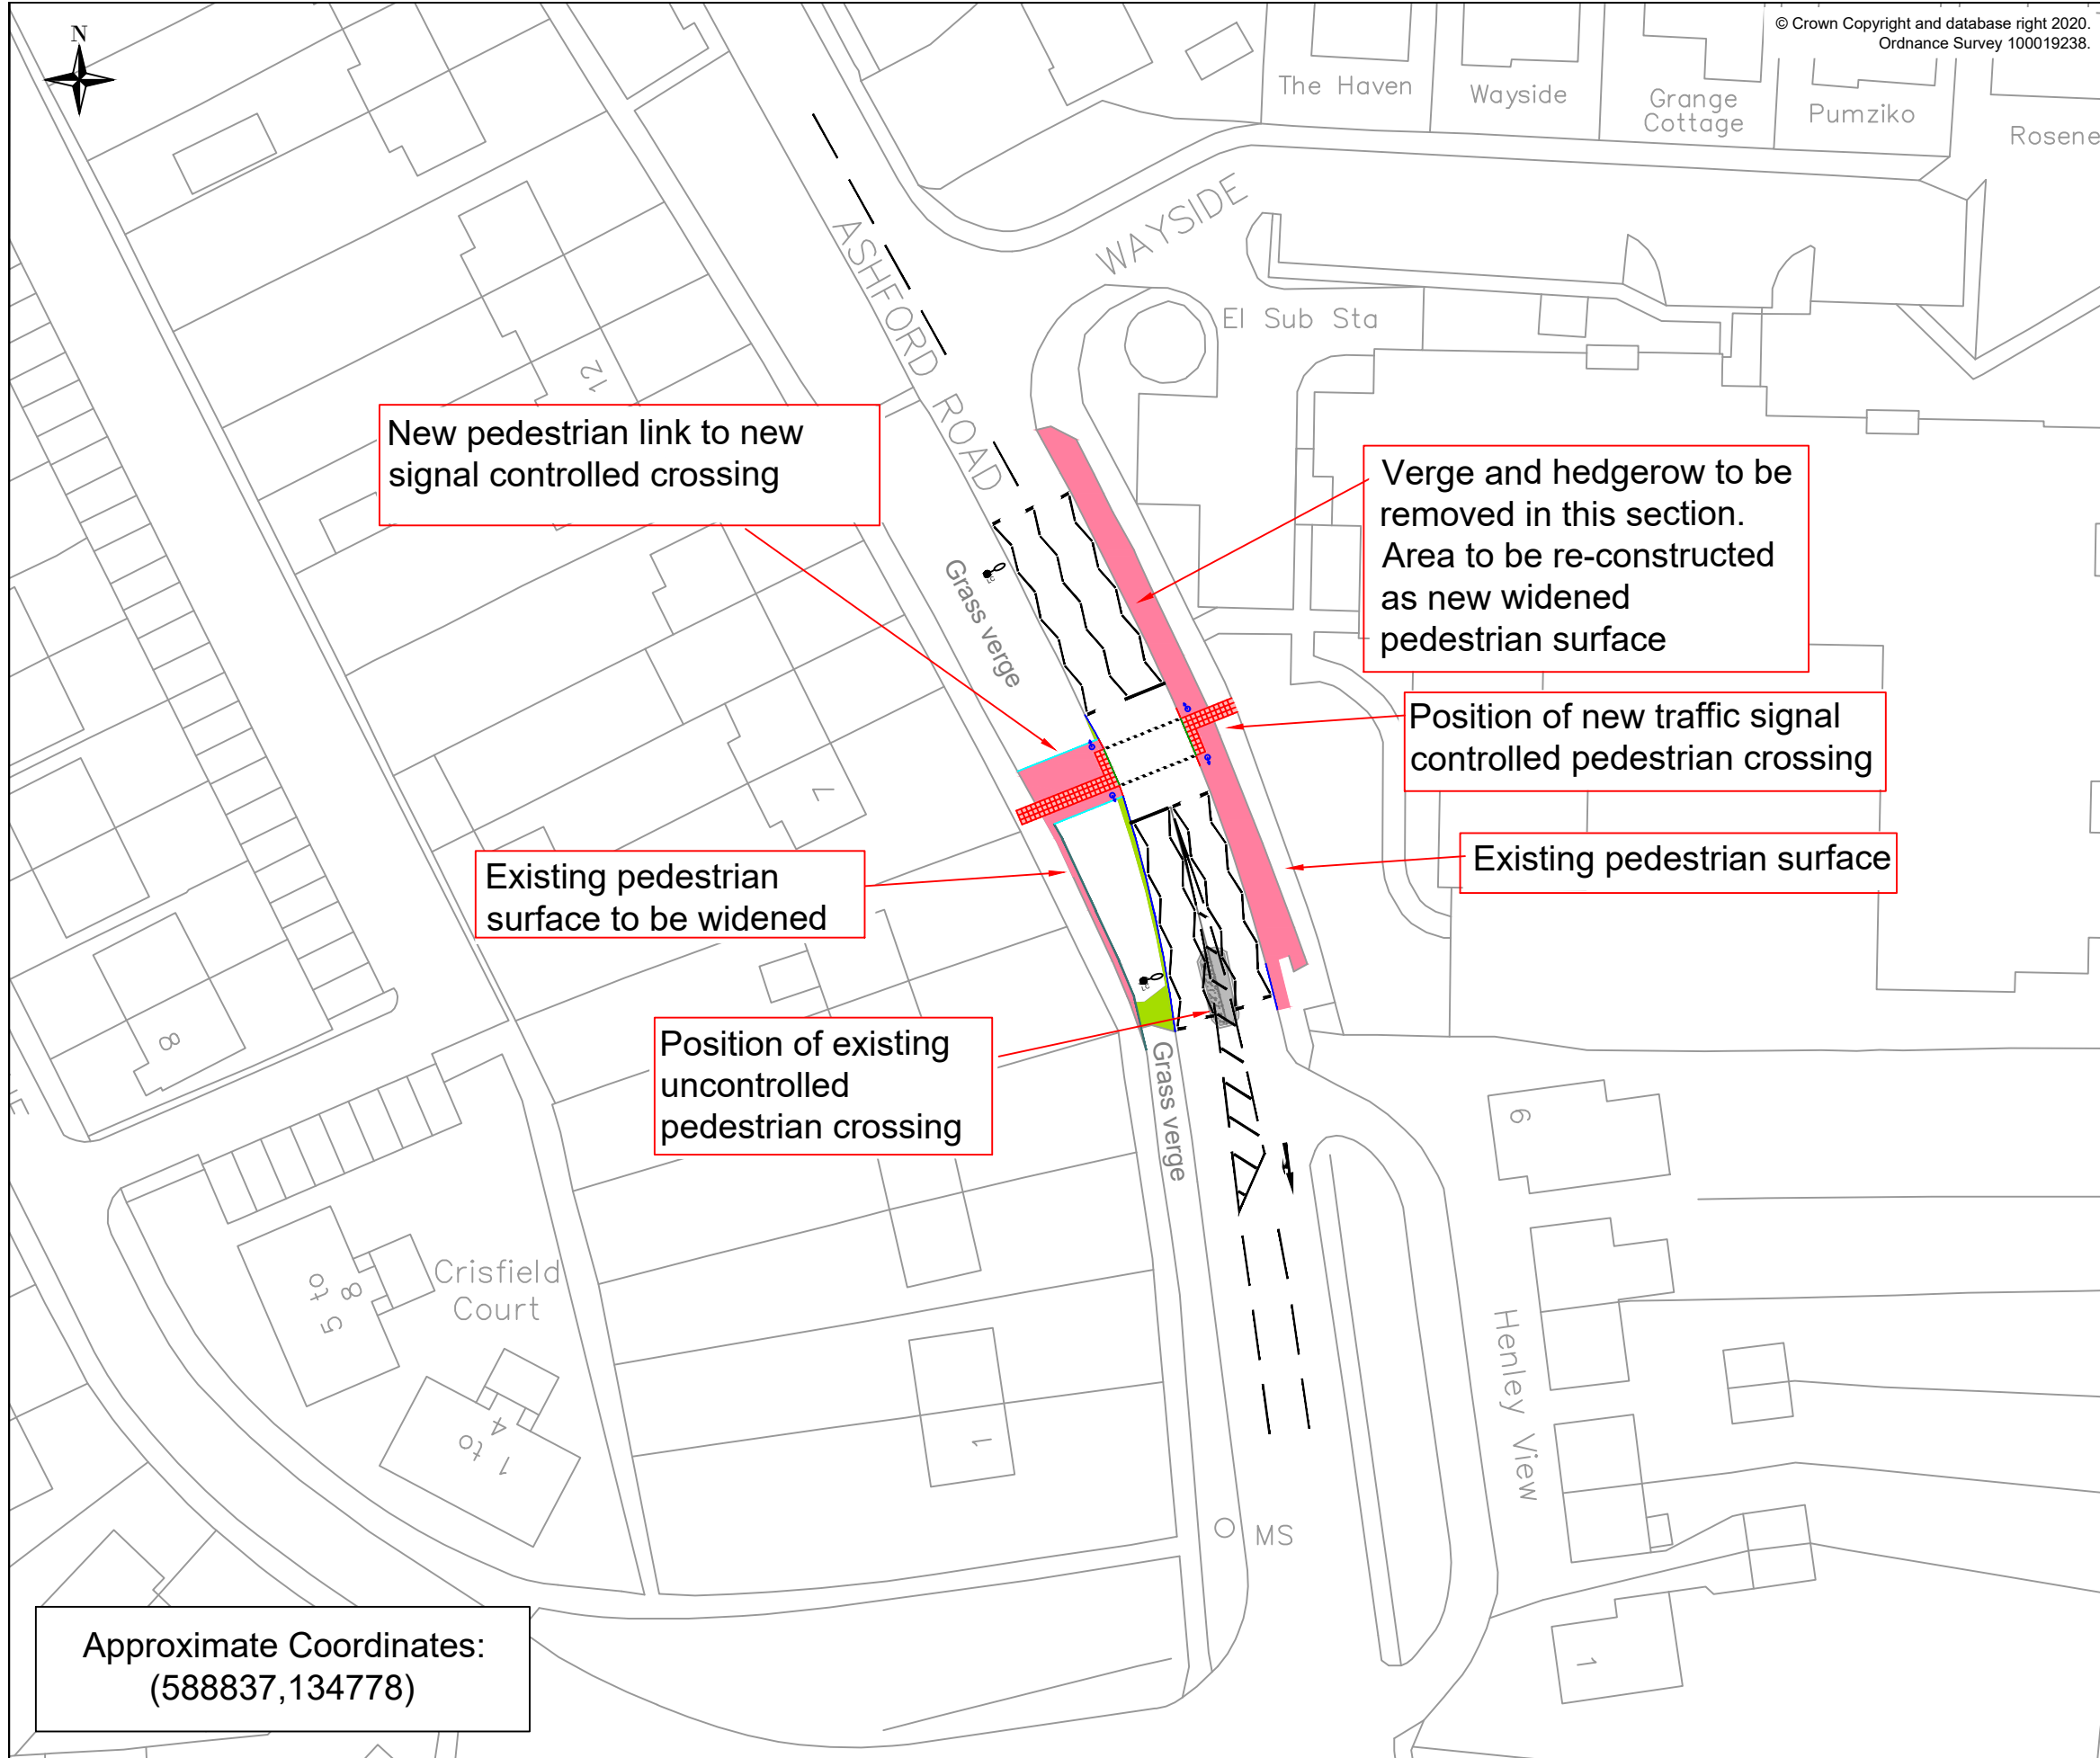 N
© Crown Copyright and database right 2020.
Ordnance Survey 100019238.
The Haven
Wayside
Grange
Cottage
Pumziko
Rosene
WAYSIDE
ASHFORD ROAD
El Sub Sta
12
New pedestrian link to new
signal controlled crossing
Verge and hedgerow to be
removed in this section.
Area to be re-constructed
as new widened
pedestrian surface
Grass verge
Position of new traffic signal
controlled pedestrian crossing
7
Existing pedestrian
surface to be widened
Existing pedestrian surface
8
Position of existing
uncontrolled
pedestrian crossing
Grass verge
6
Crisfield
Court
5 to
8
1 to
4
1
Henley View
MS
1
Approximate Coordinates:
(588837,134778)